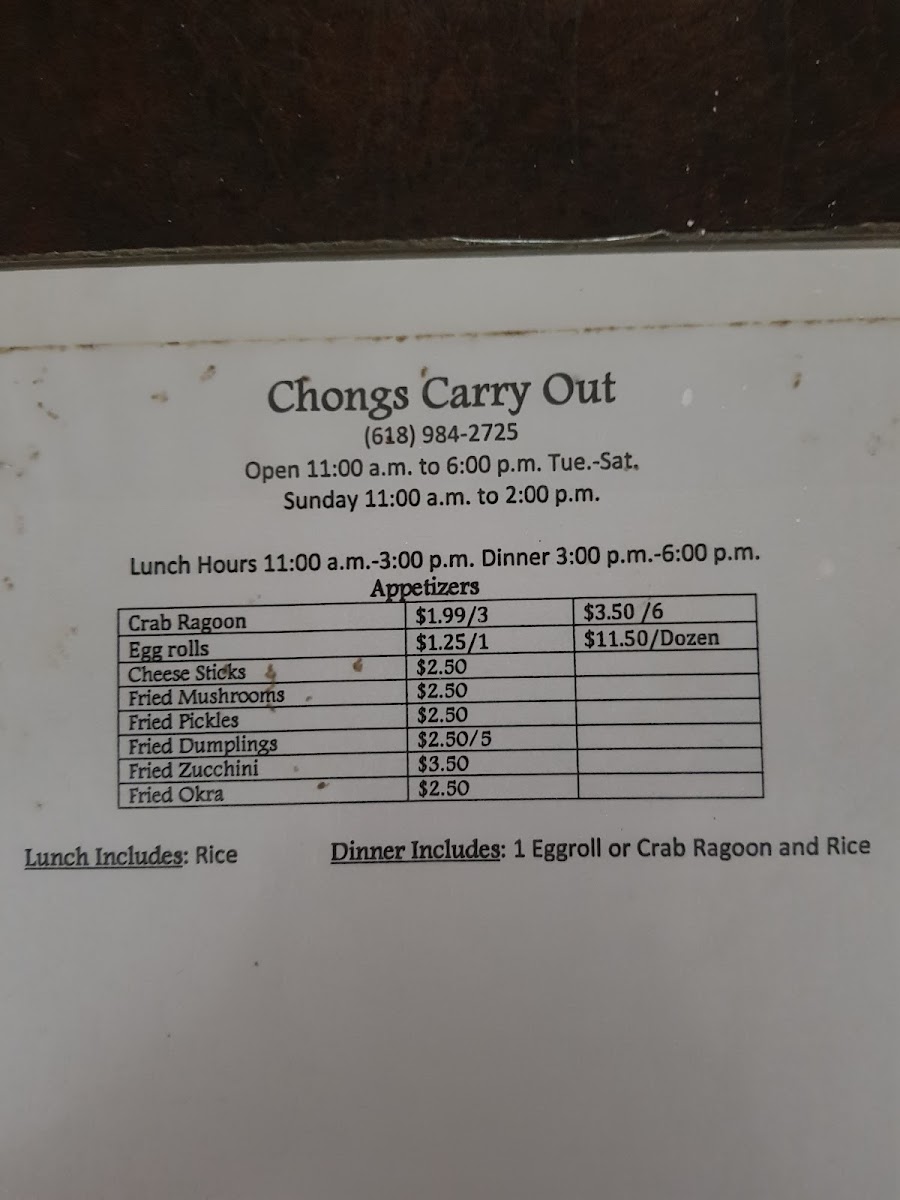 Chongs Carry Out
(618) 984-2725
Open 11:00 a.m. to 6:00 p.m. Tue.-Sat.
Sunday 11:00 a.m. to 2:00 p.m.
Lunch Hours 11:00 a.m.-3:00 p.m. Dinner 3:00 p.m.-6:00 p.m.
Appetizers
Crab Ragoon $1.99/3 $3.50 /6
Egg rolls $1.25/1 $11.50/Dozen
Cheese Sticks $2.50
Fried Mushrooms $2.50
Fried Pickles $2.50
Fried Dumplings $2.50/5
Fried Zucchini $3.50
Fried Okra $2.50
Lunch Includes: Rice Dinner Includes: 1 Eggroll or Crab Ragoon and Rice